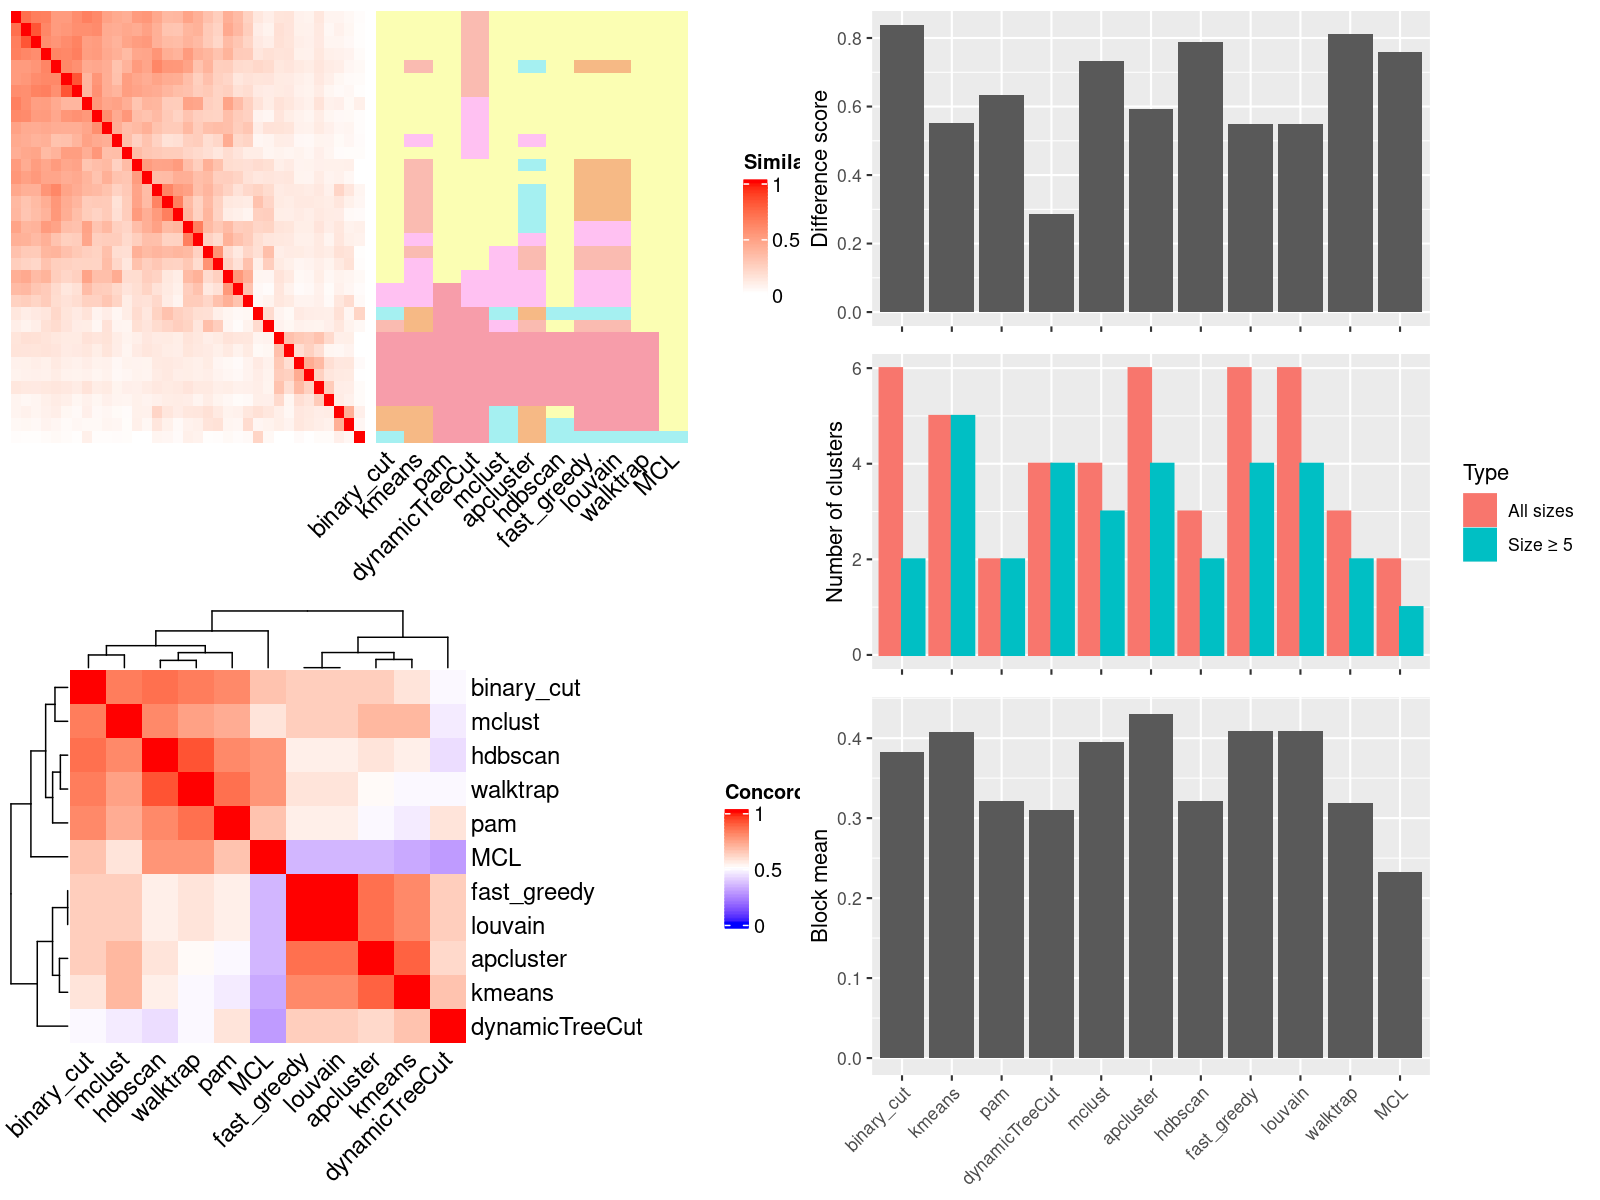 Simila
1
0.5
0
binary_cut
kmeans
pam
dynamicTreeCut
mclust
apcluster
hdbscan
fast_greedy
louvain
walktrap
MCL
binary_cut
mclust
hdbscan
walktrap
pam
MCL
fast_greedy
louvain
apcluster
kmeans
dynamicTreeCut
binary_cut
mclust
hdbscan
walktrap
pam
MCL
fast_greedy
louvain
apcluster
kmeans
dynamicTreeCut
Concord
1
0.5
0
Difference score
0.8
0.6
0.4
0.2
0.0
Number of clusters
6
4
2
0
Type
All sizes
Size ≥ 5
Block mean
0.4
0.3
0.2
0.1
0.0
binary_cut
kmeans
pam
dynamicTreeCut
mclust
apcluster
hdbscan
fast_greedy
louvain
walktrap
MCL